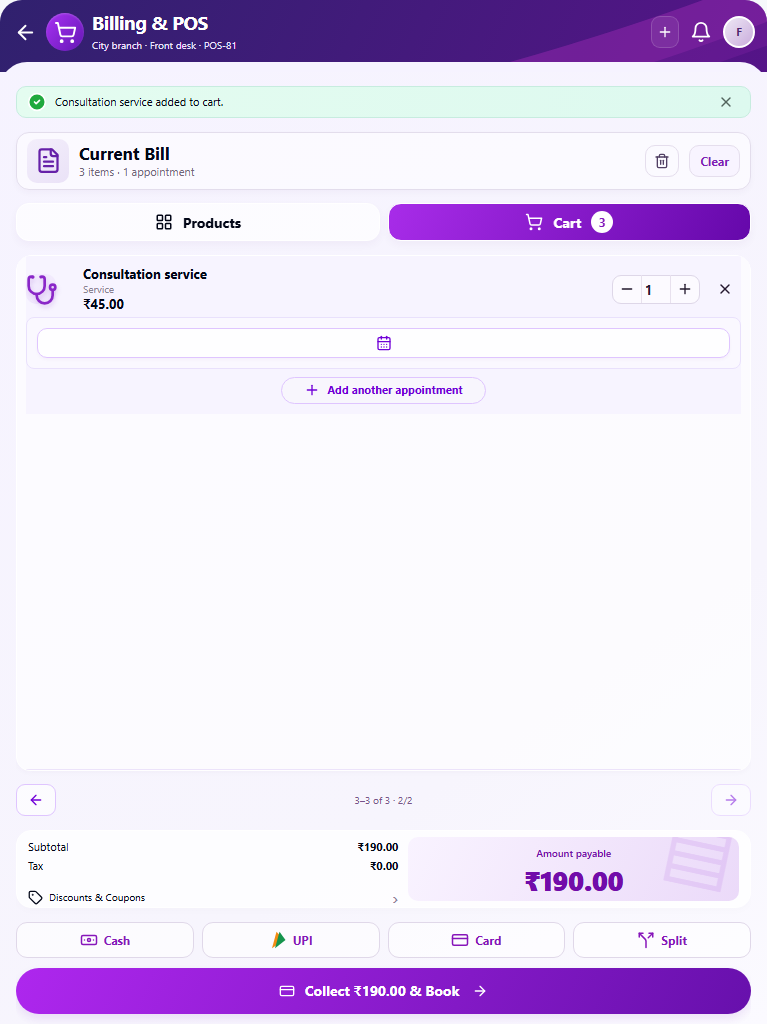 Billing & POS
City branch · Front desk · POS-81
F
Consultation service added to cart.
Current Bill
3 items · 1 appointment
Clear
Products
Cart 3
Consultation service
Service
₹45.00
1
Add another appointment
3–3 of 3 · 2/2
Subtotal ₹190.00
Tax ₹0.00
Discounts & Coupons
Amount payable
₹190.00
Cash
UPI
Card
Split
Collect ₹190.00 & Book